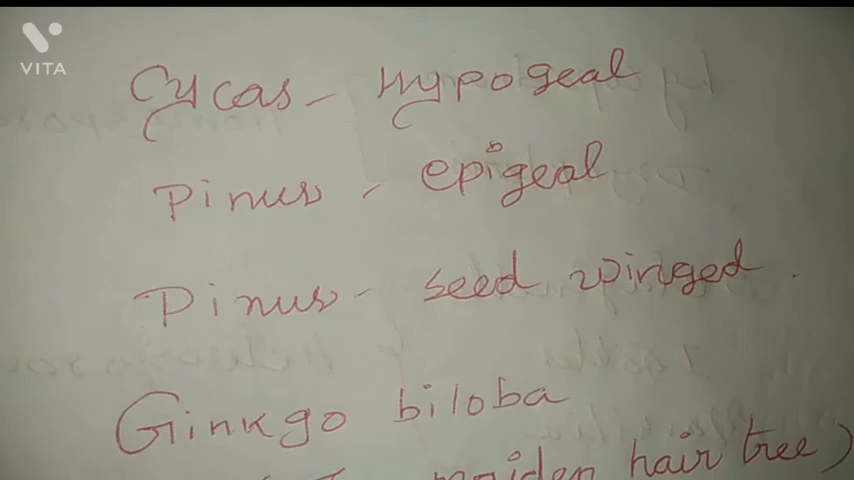 VITA
Cycas - Hypogeal
Pinus - epigeal
Pinus - seed winged.
Ginkgo biloba
maiden hair tree)